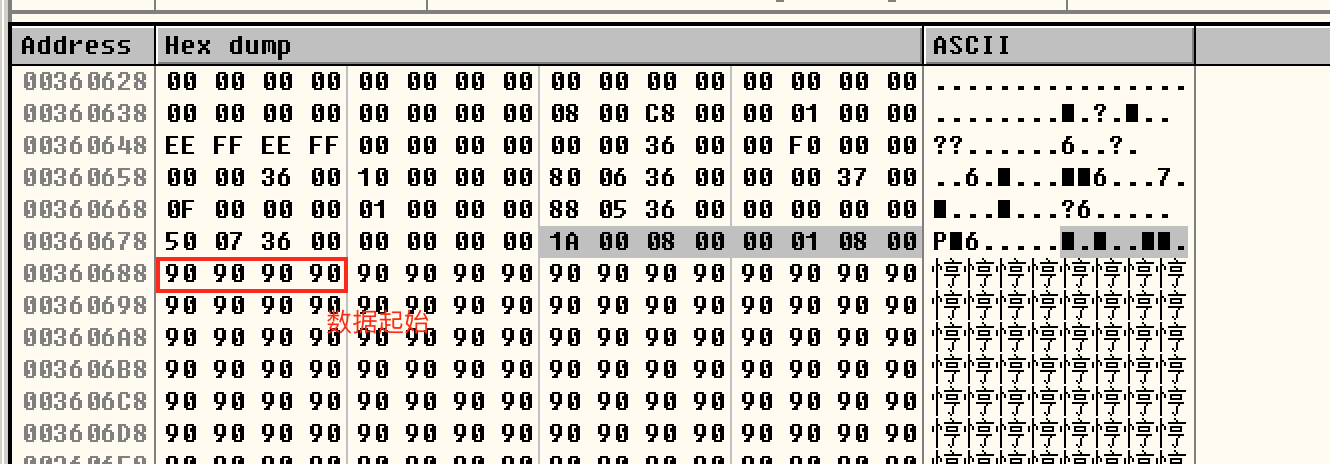 Address Hex dump ASCII
00360628 00 00 00 00 00 00 00 00 00 00 00 00 00 00 00 00 ................
00360638 00 00 00 00 00 00 00 00 08 00 C8 00 00 01 00 00 ........■.?.■..
00360648 EE FF EE FF 00 00 00 00 00 00 36 00 00 F0 00 00 ??......6..?.
00360658 00 00 36 00 10 00 00 00 80 06 36 00 00 00 37 00 ..6.■...■■6...7.
00360668 0F 00 00 00 01 00 00 00 88 05 36 00 00 00 00 00 ■...■...?6.....
00360678 50 07 36 00 00 00 00 00 1A 00 08 00 00 01 08 00 P■6.....■.■..■■.
00360688 90 90 90 90 90 90 90 90 90 90 90 90 90 90 90 90 悙悙悙悙悙悙悙悙
00360698 90 90 90 90 90 90 90 90 90 90 90 90 90 90 90 90 悙悙悙悙悙悙悙悙
数据起始
003606A8 90 90 90 90 90 90 90 90 90 90 90 90 90 90 90 90 悙悙悙悙悙悙悙悙
003606B8 90 90 90 90 90 90 90 90 90 90 90 90 90 90 90 90 悙悙悙悙悙悙悙悙
003606C8 90 90 90 90 90 90 90 90 90 90 90 90 90 90 90 90 悙悙悙悙悙悙悙悙
003606D8 90 90 90 90 90 90 90 90 90 90 90 90 90 90 90 90 悙悙悙悙悙悙悙悙